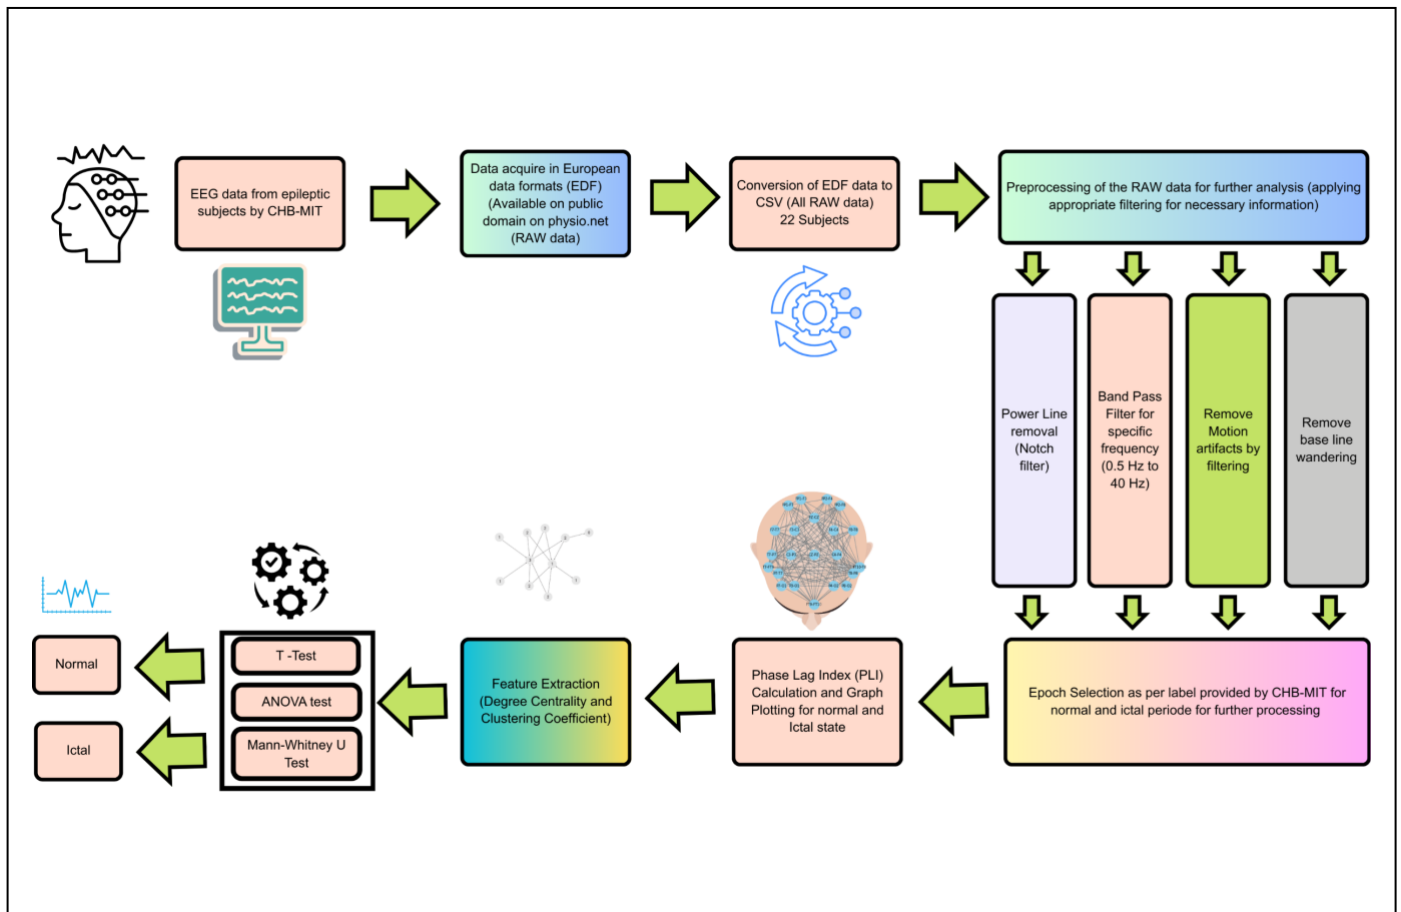 EEG data from epileptic
subjects by CHB-MIT
Data acquire in European
data formats (EDF)
(Available on public
domain on physio.net
(RAW data)
Conversion of EDF data to
CSV (All RAW data)
22 Subjects
Preprocessing of the RAW data for further analysis (applying
appropriate filtering for necessary information)
Power Line
removal
(Notch
filter)
Band Pass
Filter for
specific
frequency
(0.5 Hz to
40 Hz)
Remove
Motion
artifacts by
filtering
Remove
base line
wandering
Epoch Selection as per label provided by CHB-MIT for
normal and ictal periode for further processing
Phase Lag Index (PLI)
Calculation and Graph
Plotting for normal and
Ictal state
Feature Extraction
(Degree Centrality and
Clustering Coefficient)
T -Test
ANOVA test
Mann-Whitney U
Test
Normal
Ictal